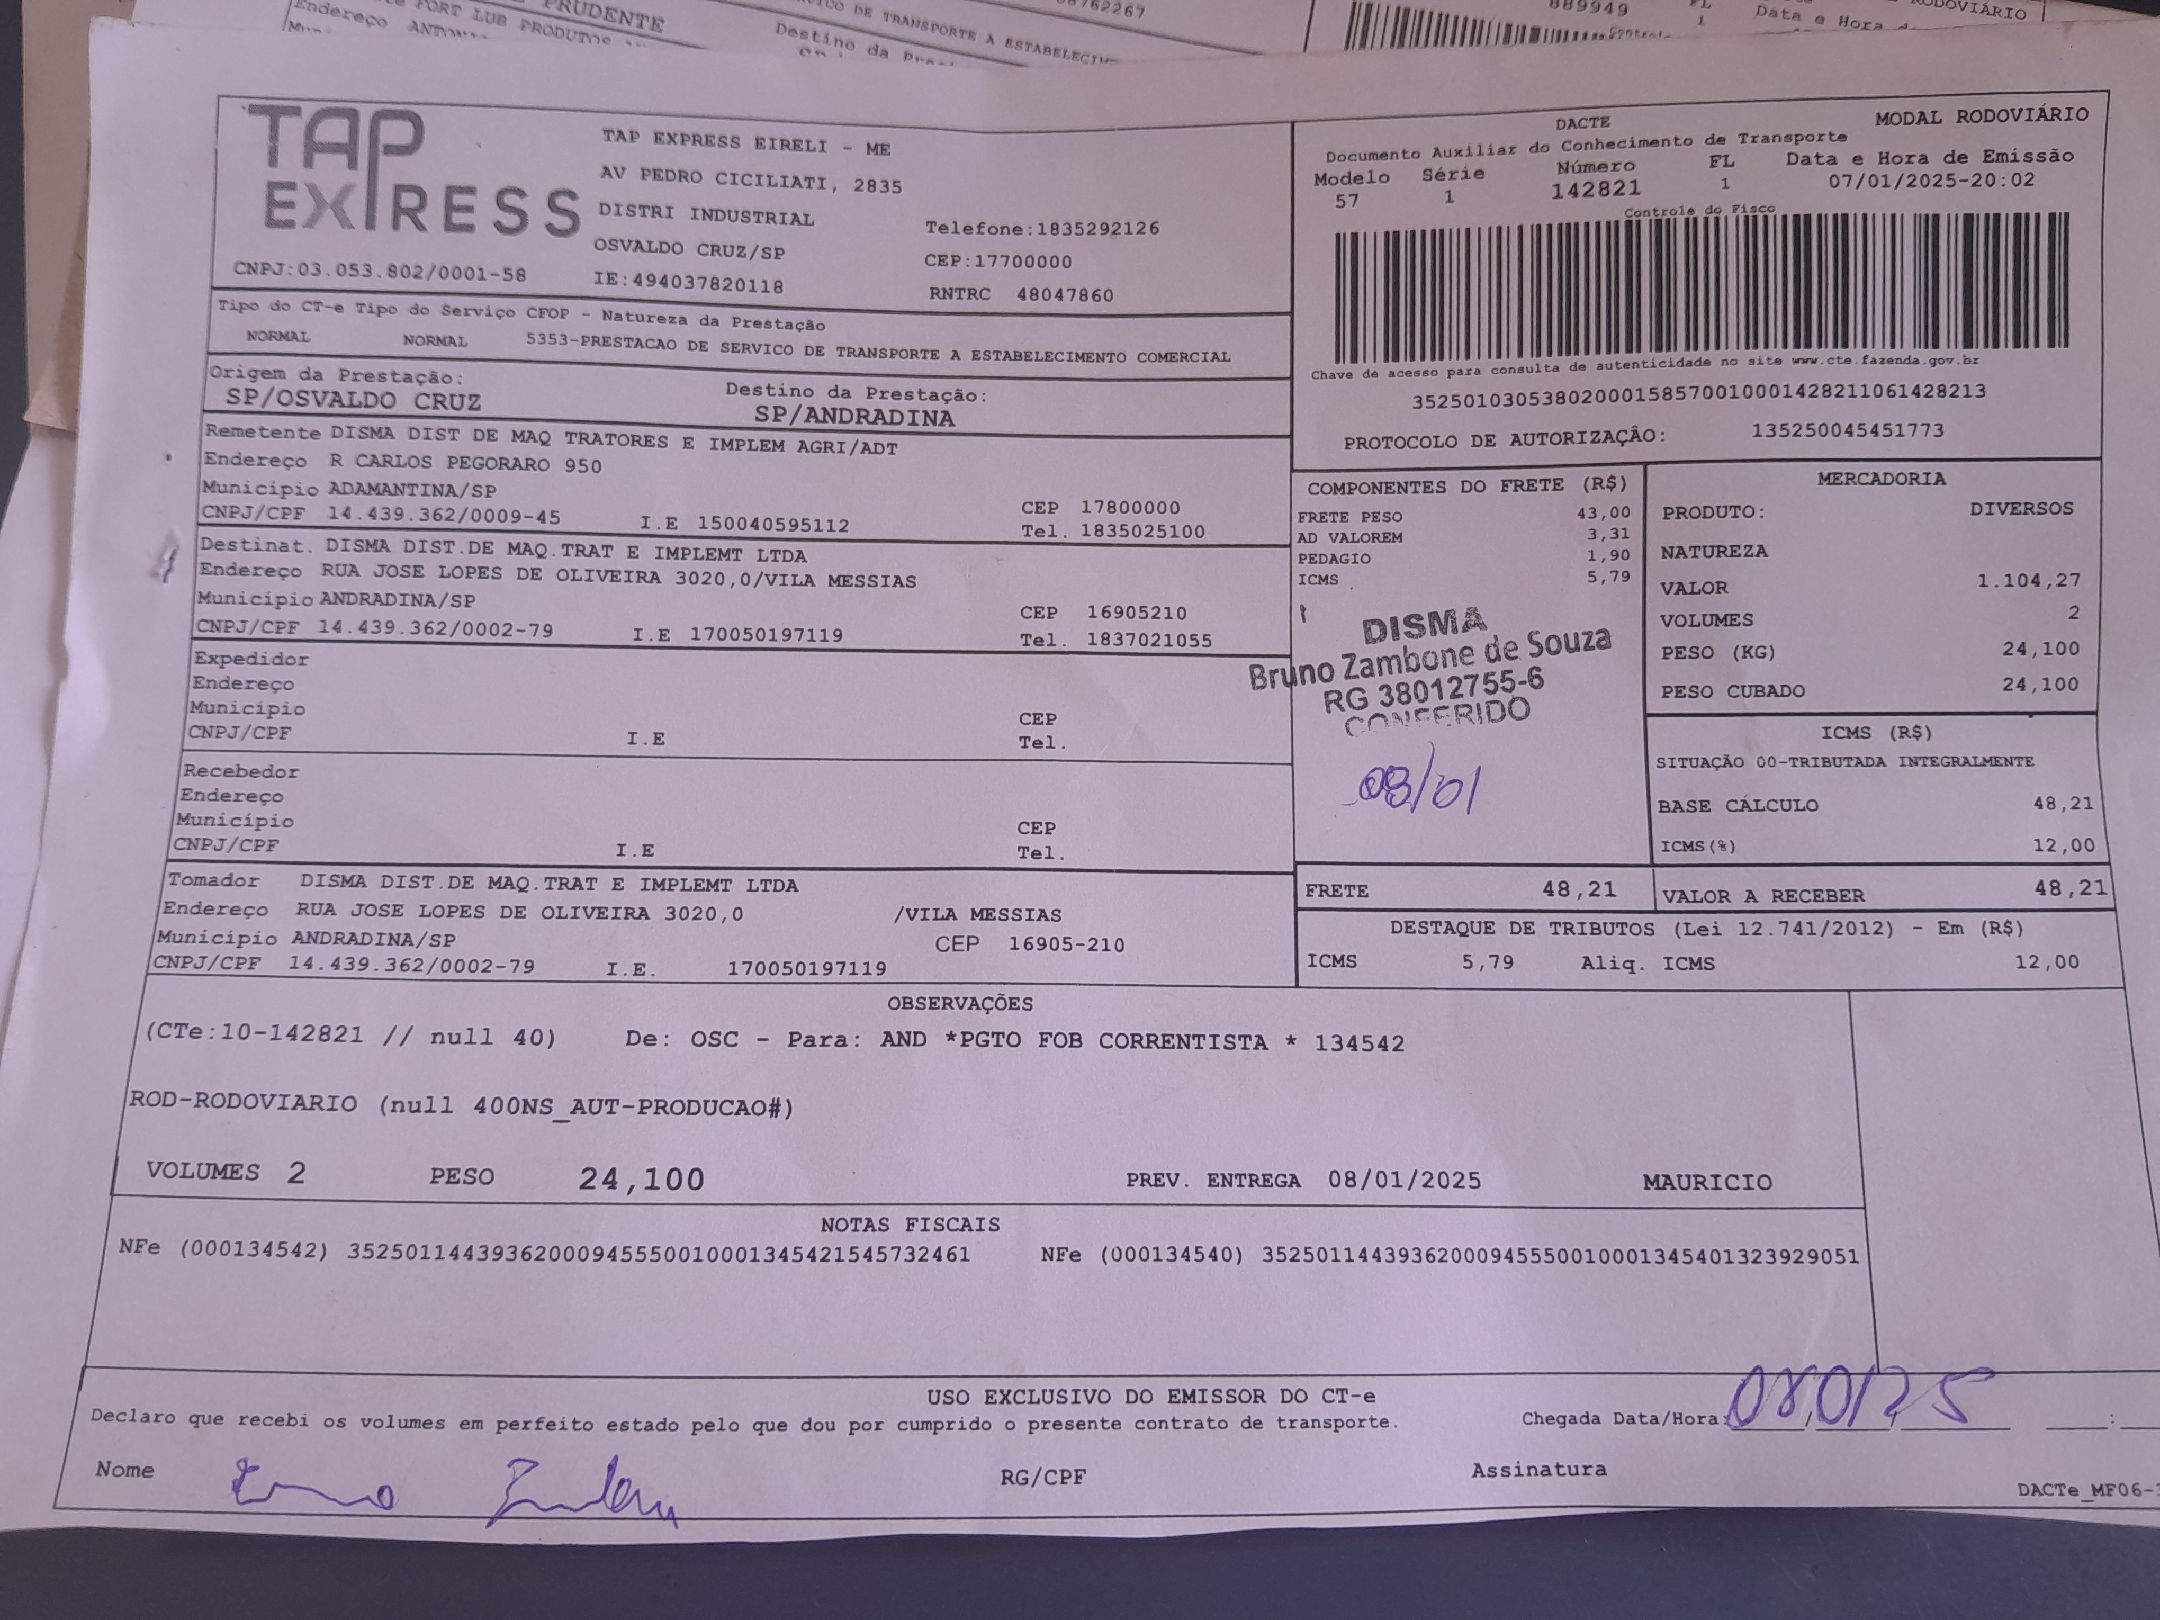 PRUDENTE
FORT LUB PRODUTOS
Endereço
DE TRANSPORTE A ESTABELECIM
Destino da
889949
FL
1
Data e Hora
RODOVIÁRIO
TAP EXPRESS
TAP EXPRESS EIRELI - ME
AV PEDRO CICILIATI, 2835
DISTRI INDUSTRIAL
OSVALDO CRUZ/SP
Telefone:1835292126
CEP:17700000
CNPJ:03.053.802/0001-58 IE:494037820118 RNTRC 48047860
DACTE MODAL RODOVIÁRIO
Documento Auxiliar do Conhecimento de Transporte
Modelo Série Número FL Data e Hora de Emissão
57 1 142821 1 07/01/2025-20:02
Controle do Fisco
Chave de acesso para consulta de autenticidade no site www.cte.fazenda.gov.br
35250103053802000158570010001428211061428213
PROTOCOLO DE AUTORIZAÇÃO: 135250045451773
Tipo do CT-e Tipo do Serviço CFOP - Natureza da Prestação
NORMAL NORMAL 5353-PRESTACAO DE SERVICO DE TRANSPORTE A ESTABELECIMENTO COMERCIAL
Origem da Prestação: Destino da Prestação:
SP/OSVALDO CRUZ SP/ANDRADINA
Remetente DISMA DIST DE MAQ TRATORES E IMPLEM AGRI/ADT
Endereço R CARLOS PEGORARO 950
Município ADAMANTINA/SP CEP 17800000
CNPJ/CPF 14.439.362/0009-45 I.E 150040595112 Tel. 1835025100
Destinat. DISMA DIST.DE MAQ.TRAT E IMPLEMT LTDA
Endereço RUA JOSE LOPES DE OLIVEIRA 3020,0/VILA MESSIAS
Município ANDRADINA/SP CEP 16905210
CNPJ/CPF 14.439.362/0002-79 I.E 170050197119 Tel. 1837021055
Expedidor
Endereço
Município CEP
CNPJ/CPF I.E Tel.
Recebedor
Endereço
Município CEP
CNPJ/CPF I.E Tel.
Tomador DISMA DIST.DE MAQ.TRAT E IMPLEMT LTDA
Endereço RUA JOSE LOPES DE OLIVEIRA 3020,0 /VILA MESSIAS
Município ANDRADINA/SP CEP 16905-210
CNPJ/CPF 14.439.362/0002-79 I.E. 170050197119
COMPONENTES DO FRETE (R$)
FRETE PESO 43,00
AD VALOREM 3,31
PEDAGIO 1,90
ICMS 5,79
DISMA
Bruno Zambone de Souza
RG 38012755-6
CONFERIDO
08/01
MERCADORIA
PRODUTO: DIVERSOS
NATUREZA
VALOR 1.104,27
VOLUMES 2
PESO (KG) 24,100
PESO CUBADO 24,100
ICMS (R$)
SITUAÇÃO 00-TRIBUTADA INTEGRALMENTE
BASE CÁLCULO 48,21
ICMS(%) 12,00
FRETE 48,21 VALOR A RECEBER 48,21
DESTAQUE DE TRIBUTOS (Lei 12.741/2012) - Em (R$)
ICMS 5,79 Aliq. ICMS 12,00
OBSERVAÇÕES
(CTe:10-142821 // null 40) De: OSC - Para: AND *PGTO FOB CORRENTISTA * 134542
ROD-RODOVIARIO (null 400NS_AUT-PRODUCAO#)
VOLUMES 2 PESO 24,100 PREV. ENTREGA 08/01/2025 MAURICIO
NOTAS FISCAIS
NFe (000134542) 35250114439362000945550010001345421545732461 NFe (000134540) 35250114439362000945550010001345401323929051
USO EXCLUSIVO DO EMISSOR DO CT-e
Declaro que recebi os volumes em perfeito estado pelo que dou por cumprido o presente contrato de transporte. Chegada Data/Hora: 08/01/25 :
Nome RG/CPF Assinatura
DACTe_MF06-